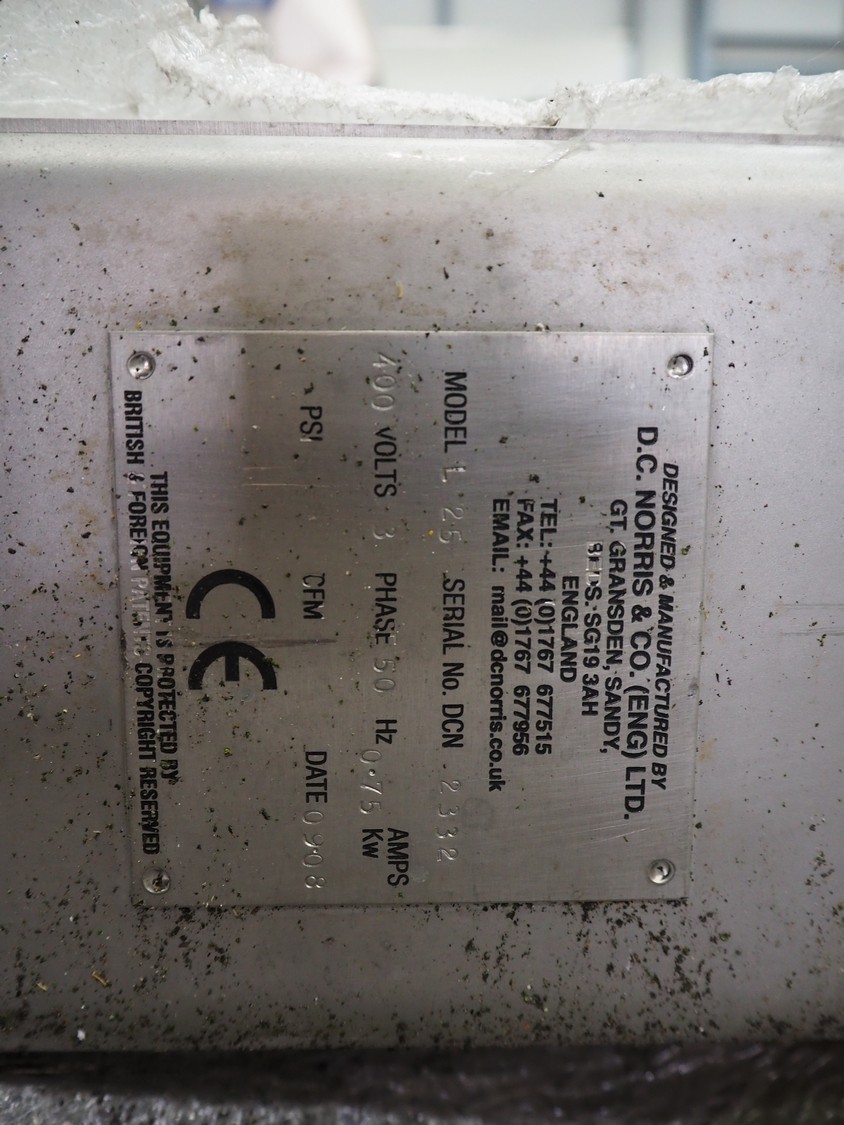 DESIGNED & MANUFACTURED BY
D.C. NORRIS & CO. (ENG) LTD.
GT. GRANSDEN, SANDY,
BEDS. SG19 3AH
ENGLAND
TEL: +44 (0)1767 677515
FAX: +44 (0)1767 677956
EMAIL: mail@dcnorris.co.uk
MODEL L 25 SERIAL No. DCN 2332
400 VOLTS 3 PHASE 50 Hz 0.75 AMPS Kw
PSI CFM DATE 0908
CE
THIS EQUIPMENT IS PROTECTED BY
BRITISH & FOREIGN PATENTS COPYRIGHT RESERVED